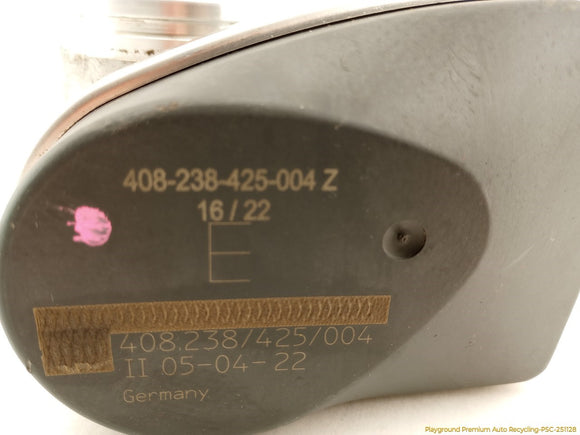 408-238-425-004 Z
16 / 22
E
408.238/425/004
II 05-04-22
Germany
Playground Premium Auto Recycling-PSC-251128